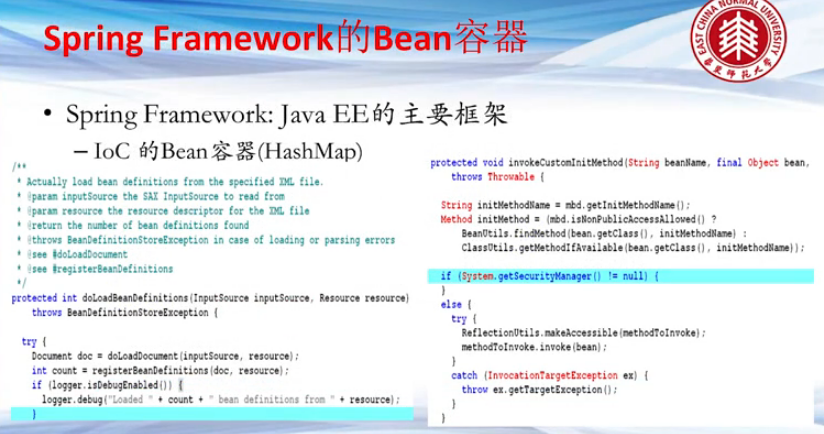 Spring Framework的Bean容器
EAST CHINA NORMAL UNIVERSITY
華東師範大學
• Spring Framework: Java EE的主要框架
– IoC 的Bean容器(HashMap)
/**
* Actually load bean definitions from the specified XML file.
* @param inputSource the SAX InputSource to read from
* @param resource the resource descriptor for the XML file
* @return the number of bean definitions found
* @throws BeanDefinitionStoreException in case of loading or parsing errors
* @see #doLoadDocument
* @see #registerBeanDefinitions
*/
protected int doLoadBeanDefinitions(InputSource inputSource, Resource resource)
throws BeanDefinitionStoreException {
try {
Document doc = doLoadDocument(inputSource, resource);
int count = registerBeanDefinitions(doc, resource);
if (logger.isDebugEnabled()) {
logger.debug("Loaded " + count + " bean definitions from " + resource);
}
protected void invokeCustomInitMethod(String beanName, final Object bean,
throws Throwable {
String initMethodName = mbd.getInitMethodName();
Method initMethod = (mbd.isNonPublicAccessAllowed() ?
BeanUtils.findMethod(bean.getClass(), initMethodName) :
ClassUtils.getMethodIfAvailable(bean.getClass(), initMethodName));
if (System.getSecurityManager() != null) {
}
else {
try {
ReflectionUtils.makeAccessible(methodToInvoke);
methodToInvoke.invoke(bean);
}
catch (InvocationTargetException ex) {
throw ex.getTargetException();
}
}